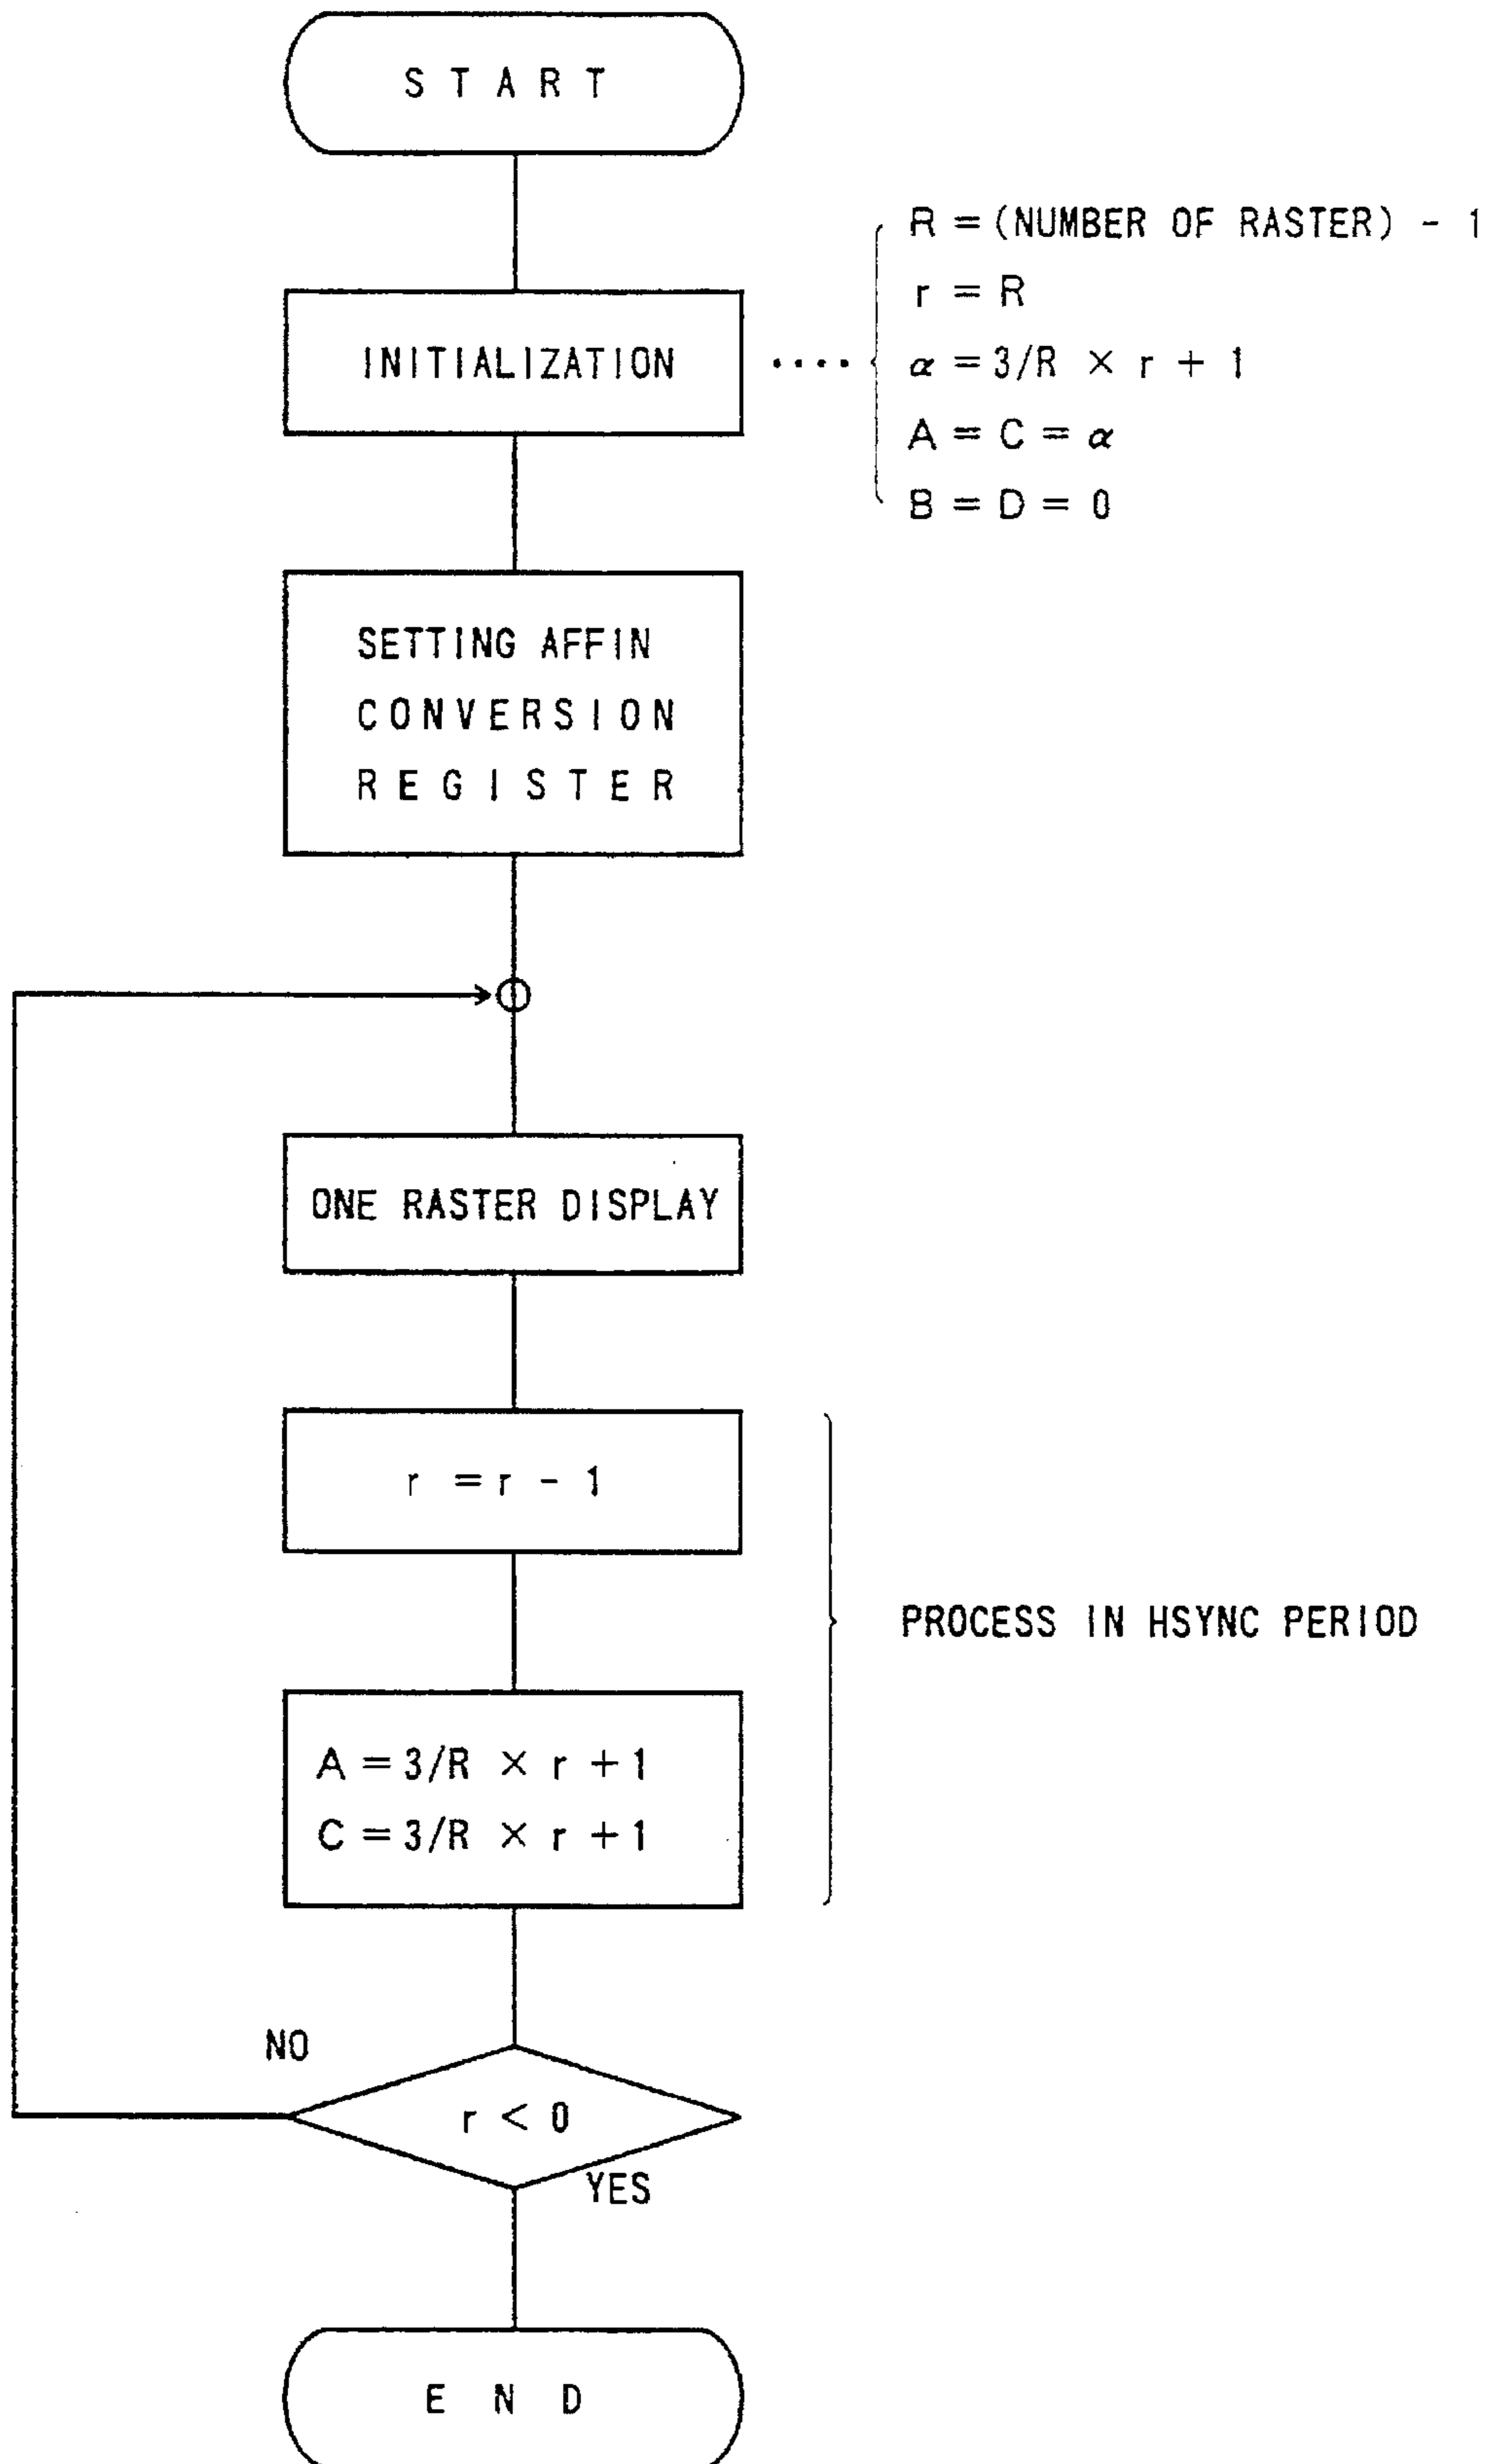 START
INITIALIZATION
R = (NUMBER OF RASTER) - 1
r = R
α = 3/R × r + 1
A = C = α
B = D = 0
SETTING AFFIN
CONVERSION
REGISTER
ONE RASTER DISPLAY
r = r - 1
PROCESS IN HSYNC PERIOD
A = 3/R × r + 1
C = 3/R × r + 1
NO
r < 0
YES
END